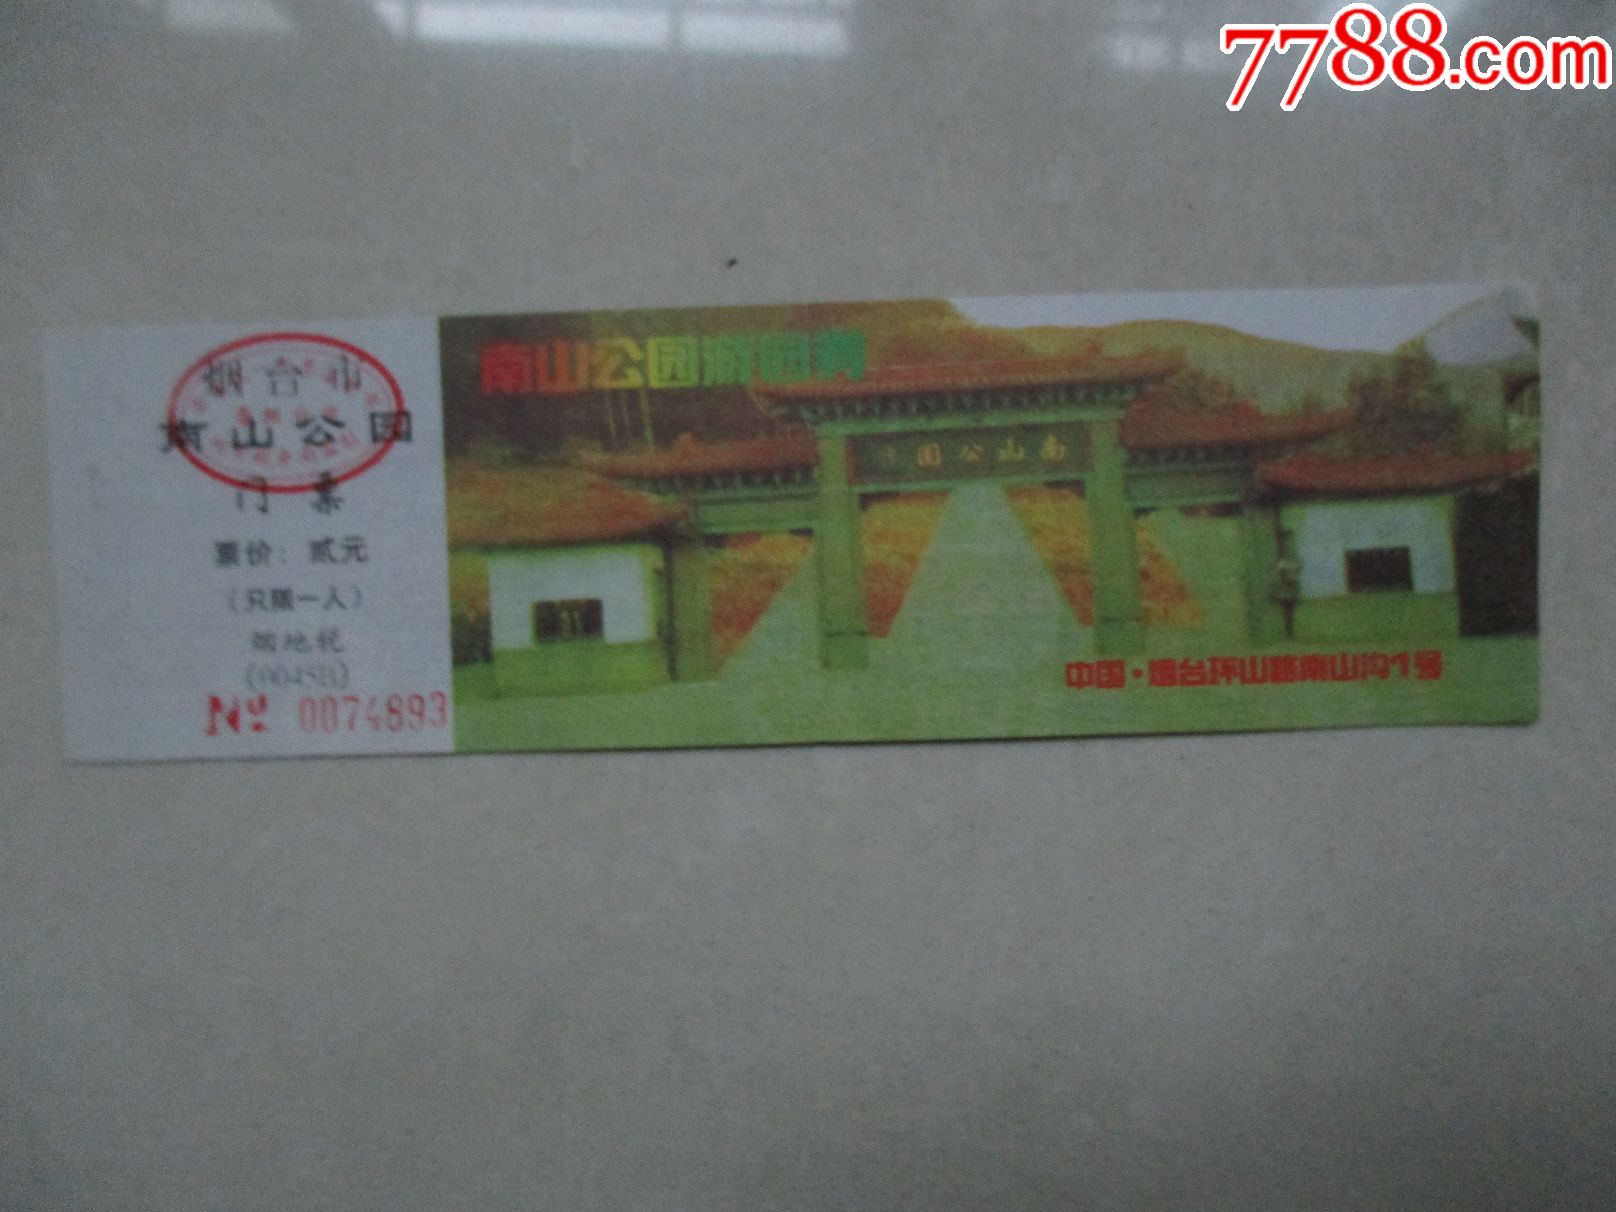 7788.com
烟台市
南山公园
门票
票价：贰元
（只限一人）
烟地税
(0045B)
№ 0074893
南山公园游园券
南山公园
中国·烟台环山路南山沟1号